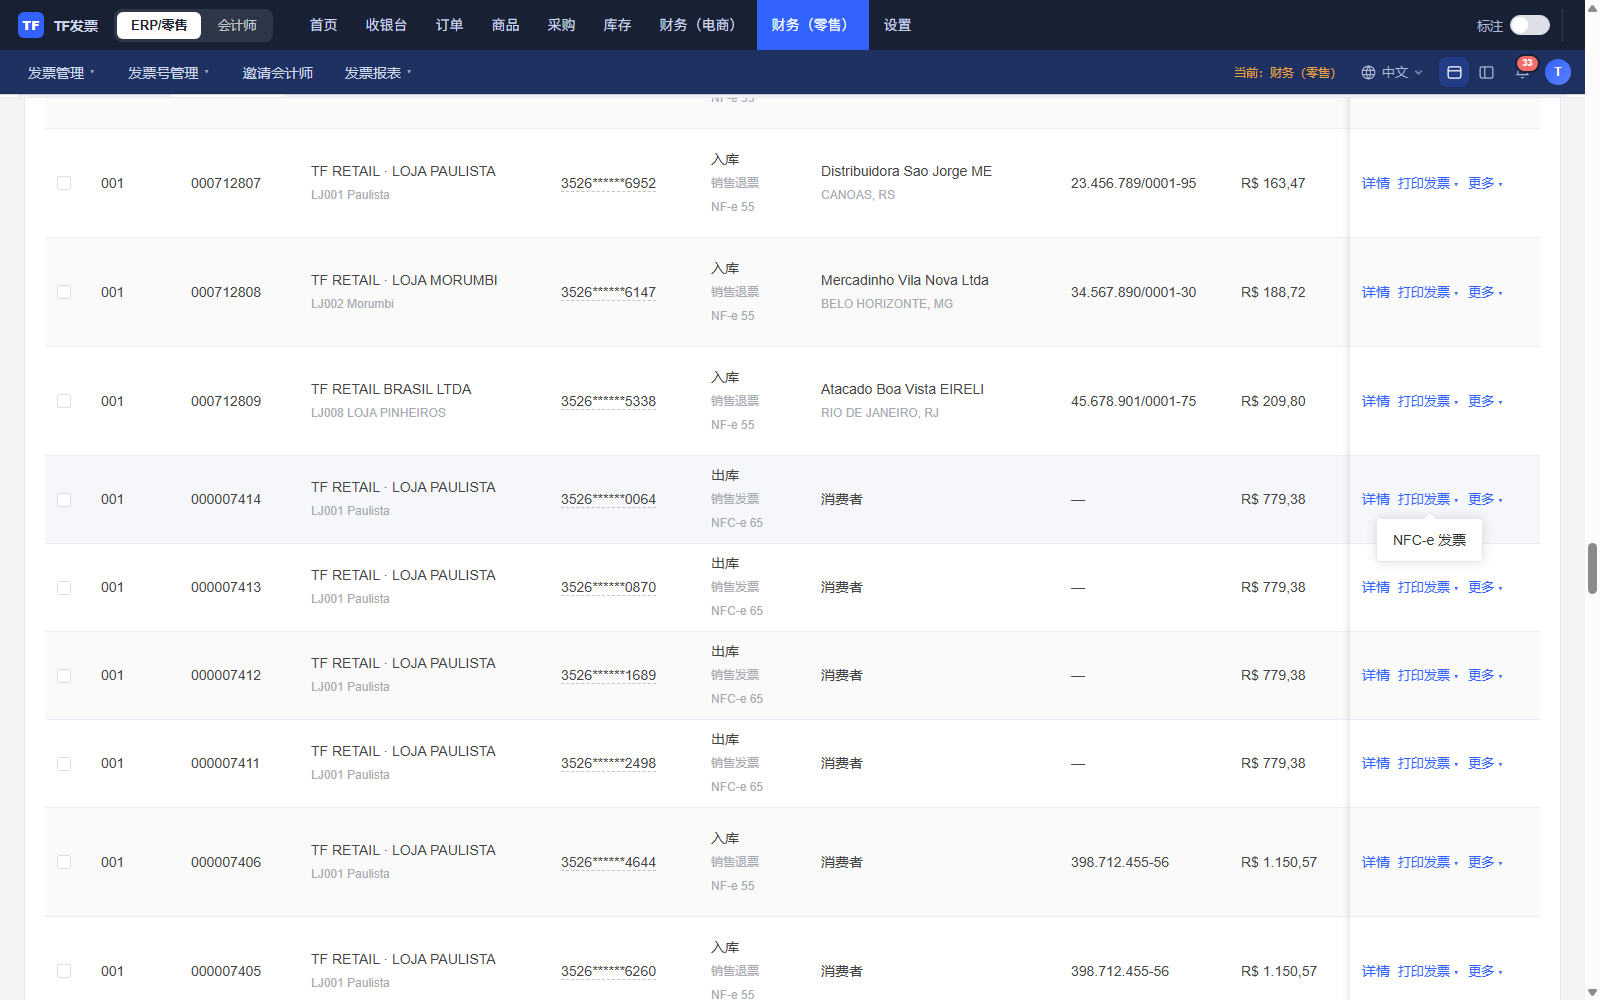 TF TF发票 ERP/零售 会计师 首页 收银台 订单 商品 采购 库存 财务（电商） 财务（零售） 设置 标注
发票管理 发票号管理 邀请会计师 发票报表 当前：财务（零售） 中文 33 T
NF-e 55
入库
TF RETAIL · LOJA PAULISTA Distribuidora Sao Jorge ME
001 000712807 3526******6952 销售退票 23.456.789/0001-95 R$ 163,47 详情 打印发票 更多
LJ001 Paulista CANOAS, RS
NF-e 55
入库
TF RETAIL · LOJA MORUMBI Mercadinho Vila Nova Ltda
001 000712808 3526******6147 销售退票 34.567.890/0001-30 R$ 188,72 详情 打印发票 更多
LJ002 Morumbi BELO HORIZONTE, MG
NF-e 55
入库
TF RETAIL BRASIL LTDA Atacado Boa Vista EIRELI
001 000712809 3526******5338 销售退票 45.678.901/0001-75 R$ 209,80 详情 打印发票 更多
LJ008 LOJA PINHEIROS RIO DE JANEIRO, RJ
NF-e 55
出库
TF RETAIL · LOJA PAULISTA
001 000007414 3526******0064 销售发票 消费者 — R$ 779,38 详情 打印发票 更多
LJ001 Paulista
NFC-e 65
NFC-e 发票
出库
TF RETAIL · LOJA PAULISTA
001 000007413 3526******0870 销售发票 消费者 — R$ 779,38 详情 打印发票 更多
LJ001 Paulista
NFC-e 65
出库
TF RETAIL · LOJA PAULISTA
001 000007412 3526******1689 销售发票 消费者 — R$ 779,38 详情 打印发票 更多
LJ001 Paulista
NFC-e 65
出库
TF RETAIL · LOJA PAULISTA
001 000007411 3526******2498 销售发票 消费者 — R$ 779,38 详情 打印发票 更多
LJ001 Paulista
NFC-e 65
入库
TF RETAIL · LOJA PAULISTA
001 000007406 3526******4644 销售退票 消费者 398.712.455-56 R$ 1.150,57 详情 打印发票 更多
LJ001 Paulista
NF-e 55
入库
TF RETAIL · LOJA PAULISTA
001 000007405 3526******6260 销售退票 消费者 398.712.455-56 R$ 1.150,57 详情 打印发票 更多
LJ001 Paulista
NF-e 55